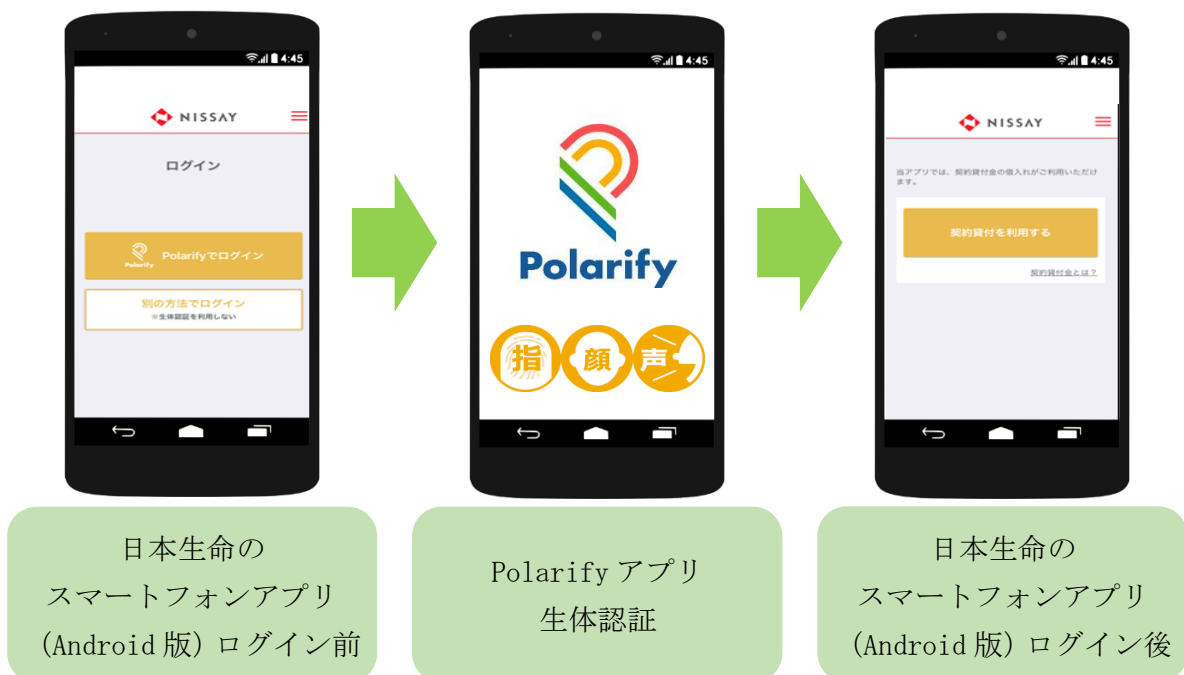 4:45
NISSAY
ログイン
Polarify
Polarifyでログイン
別の方法でログイン
※生体認証を利用しない
日本生命の
スマートフォンアプリ
(Android版)ログイン前
4:45
Polarify
指 顔 声
Polarify アプリ
生体認証
4:45
NISSAY
当アプリでは、契約貸付金の借入れがご利用いただけ
ます。
契約貸付を利用する
契約貸付金とは？
日本生命の
スマートフォンアプリ
(Android版)ログイン後